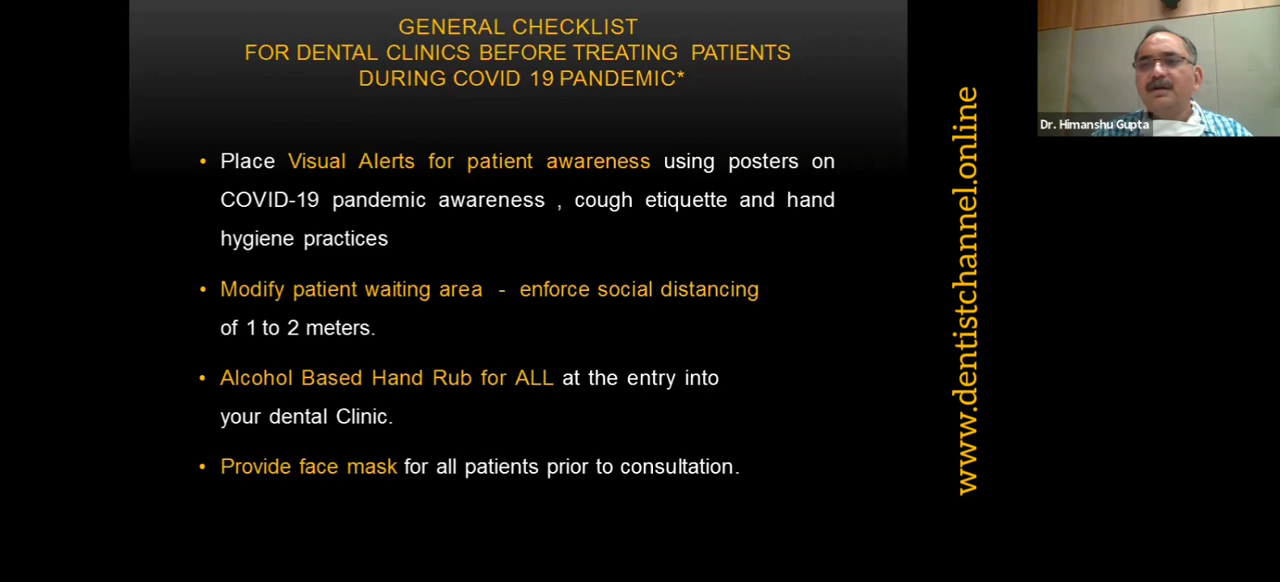 GENERAL CHECKLIST
FOR DENTAL CLINICS BEFORE TREATING PATIENTS
DURING COVID 19 PANDEMIC*
• Place Visual Alerts for patient awareness using posters on
COVID-19 pandemic awareness , cough etiquette and hand
hygiene practices
• Modify patient waiting area - enforce social distancing
of 1 to 2 meters.
• Alcohol Based Hand Rub for ALL at the entry into
your dental Clinic.
• Provide face mask for all patients prior to consultation.
www.dentistchannel.online
Dr. Himanshu Gupta